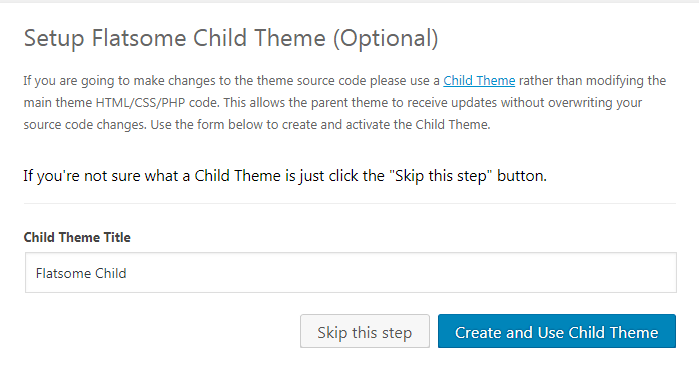 Setup Flatsome Child Theme (Optional)
If you are going to make changes to the theme source code please use a Child Theme rather than modifying the
main theme HTML/CSS/PHP code. This allows the parent theme to receive updates without overwriting your
source code changes. Use the form below to create and activate the Child Theme.
If you're not sure what a Child Theme is just click the "Skip this step" button.
Child Theme Title
Flatsome Child
Skip this step
Create and Use Child Theme